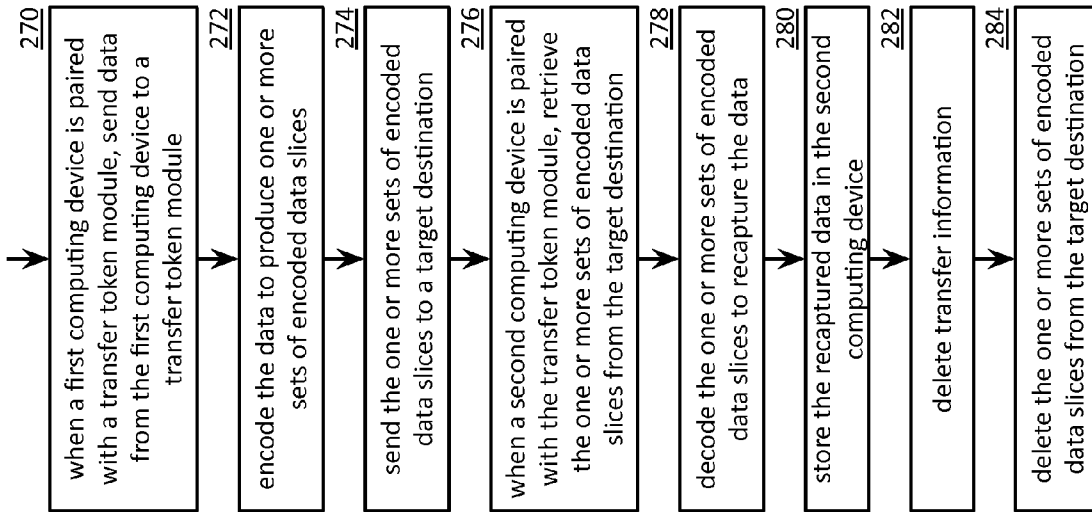 270
when a first computing device is paired
with a transfer token module, send data
from the first computing device to a
transfer token module
272
encode the data to produce one or more
sets of encoded data slices
274
send the one or more sets of encoded
data slices to a target destination
276
when a second computing device is paired
with the transfer token module, retrieve
the one or more sets of encoded data
slices from the target destination
278
decode the one or more sets of encoded
data slices to recapture the data
280
store the recaptured data in the second
computing device
282
delete transfer information
284
delete the one or more sets of encoded
data slices from the target destination